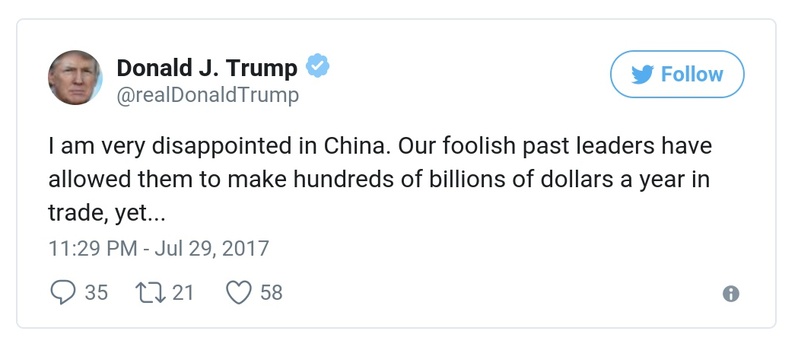 Donald J. Trump
Follow
@realDonaldTrump
I am very disappointed in China. Our foolish past leaders have
allowed them to make hundreds of billions of dollars a year in
trade, yet...
11:29 PM - Jul 29, 2017
35 21 58